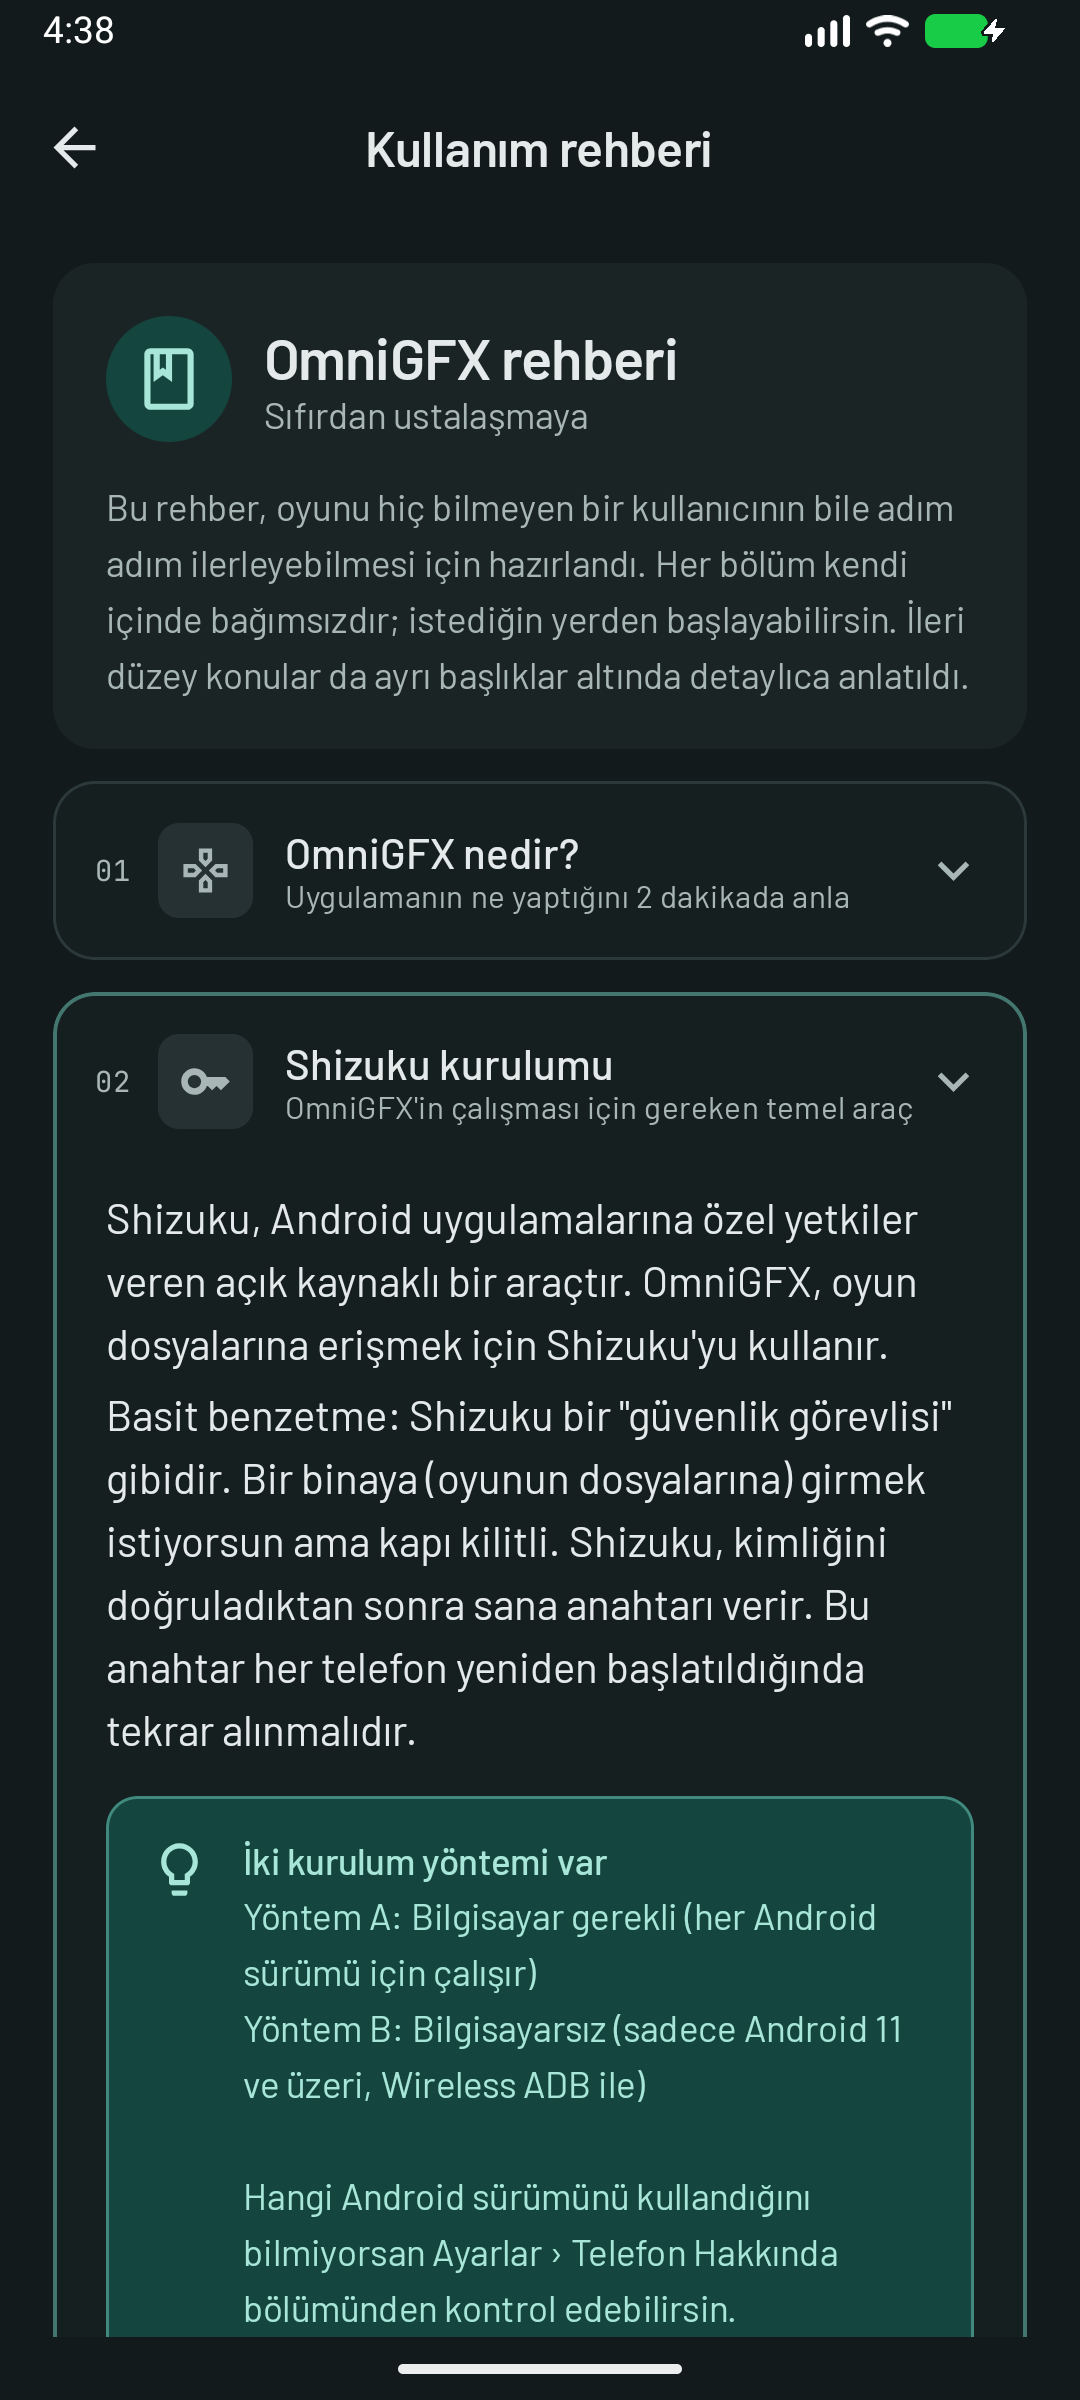 4:38
Kullanım rehberi
OmniGFX rehberi
Sıfırdan ustalaşmaya
Bu rehber, oyunu hiç bilmeyen bir kullanıcının bile adım
adım ilerleyebilmesi için hazırlandı. Her bölüm kendi
içinde bağımsızdır; istediğin yerden başlayabilirsin. İleri
düzey konular da ayrı başlıklar altında detaylıca anlatıldı.
01
OmniGFX nedir?
Uygulamanın ne yaptığını 2 dakikada anla
02
Shizuku kurulumu
OmniGFX'in çalışması için gereken temel araç
Shizuku, Android uygulamalarına özel yetkiler
veren açık kaynaklı bir araçtır. OmniGFX, oyun
dosyalarına erişmek için Shizuku'yu kullanır.
Basit benzetme: Shizuku bir "güvenlik görevlisi"
gibidir. Bir binaya (oyunun dosyalarına) girmek
istiyorsun ama kapı kilitli. Shizuku, kimliğini
doğruladıktan sonra sana anahtarı verir. Bu
anahtar her telefon yeniden başlatıldığında
tekrar alınmalıdır.
İki kurulum yöntemi var
Yöntem A: Bilgisayar gerekli (her Android
sürümü için çalışır)
Yöntem B: Bilgisayarsız (sadece Android 11
ve üzeri, Wireless ADB ile)
Hangi Android sürümünü kullandığını
bilmiyorsan Ayarlar › Telefon Hakkında
bölümünden kontrol edebilirsin.